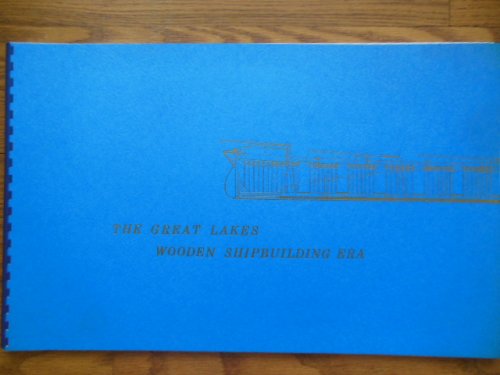 THE GREAT LAKES
WOODEN SHIPBUILDING ERA